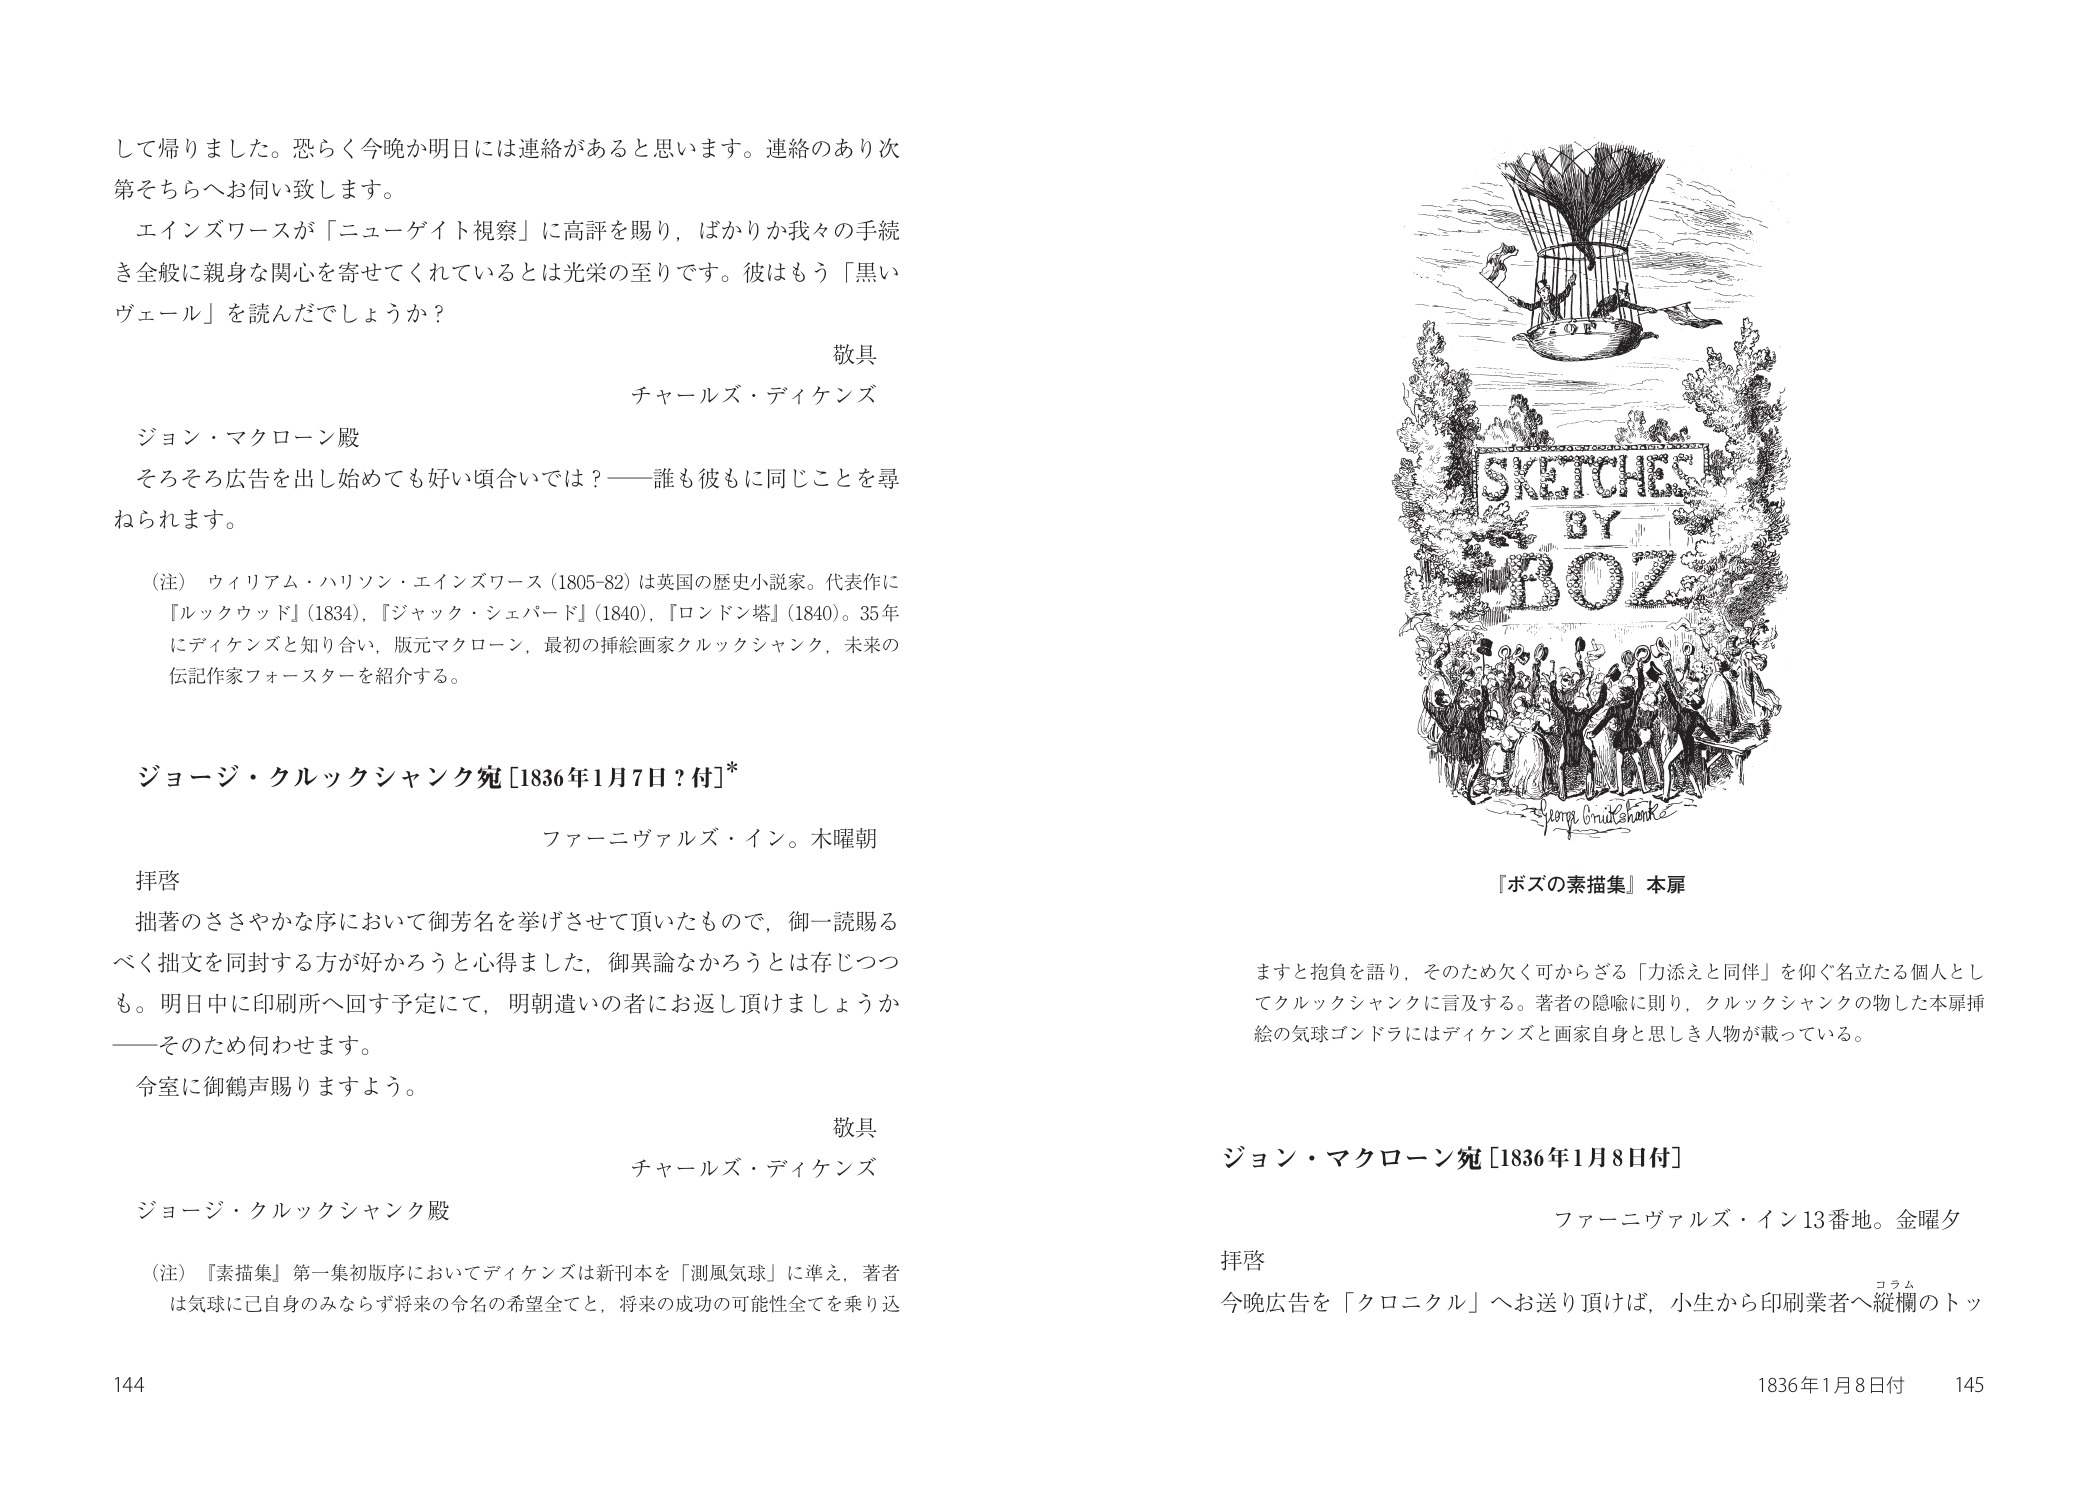 して帰りました。恐らく今晩か明日には連絡があると思います。連絡のあり次
第そちらへお伺い致します。
エインズワースが「ニューゲイト視察」に高評を賜り，ばかりか我々の手続
き全般に親身な関心を寄せてくれているとは光栄の至りです。彼はもう「黒い
ヴェール」を読んだでしょうか？
敬具
チャールズ・ディケンズ
ジョン・マクローン殿
そろそろ広告を出し始めても好い頃合いでは？――誰も彼もに同じことを尋
ねられます。
（注） ウィリアム・ハリソン・エインズワース（1805-82）は英国の歴史小説家。代表作に
『ルックウッド』（1834），『ジャック・シェパード』（1840），『ロンドン塔』（1840）。35年
にディケンズと知り合い，版元マクローン，最初の挿絵画家クルックシャンク，未来の
伝記作家フォースターを紹介する。
ジョージ・クルックシャンク宛［1836年1月7日？付］*
ファーニヴァルズ・イン。木曜朝
拝啓
拙著のささやかな序において御芳名を挙げさせて頂いたもので，御一読賜る
べく拙文を同封する方が好かろうと心得ました，御異論なかろうとは存じつつ
も。明日中に印刷所へ回す予定にて，明朝遣いの者にお返し頂けましょうか
――そのため伺わせます。
令室に御鶴声賜りますよう。
敬具
チャールズ・ディケンズ
ジョージ・クルックシャンク殿
（注） 『素描集』第一集初版序においてディケンズは新刊本を「測風気球」に準え，著者
は気球に己自身のみならず将来の令名の希望全てと，将来の成功の可能性全てを乗り込
144
SKETCHES
BY
BOZ
George Cruikshank
『ボズの素描集』本扉
ますと抱負を語り，そのため欠く可からざる「力添えと同伴」を仰ぐ名立たる個人とし
てクルックシャンクに言及する。著者の隠喩に則り，クルックシャンクの物した本扉挿
絵の気球ゴンドラにはディケンズと画家自身と思しき人物が載っている。
ジョン・マクローン宛［1836年1月8日付］
ファーニヴァルズ・イン13番地。金曜夕
拝啓
コラム
今晩広告を「クロニクル」へお送り頂けば，小生から印刷業者へ縦欄のトッ
1836年1月8日付 145